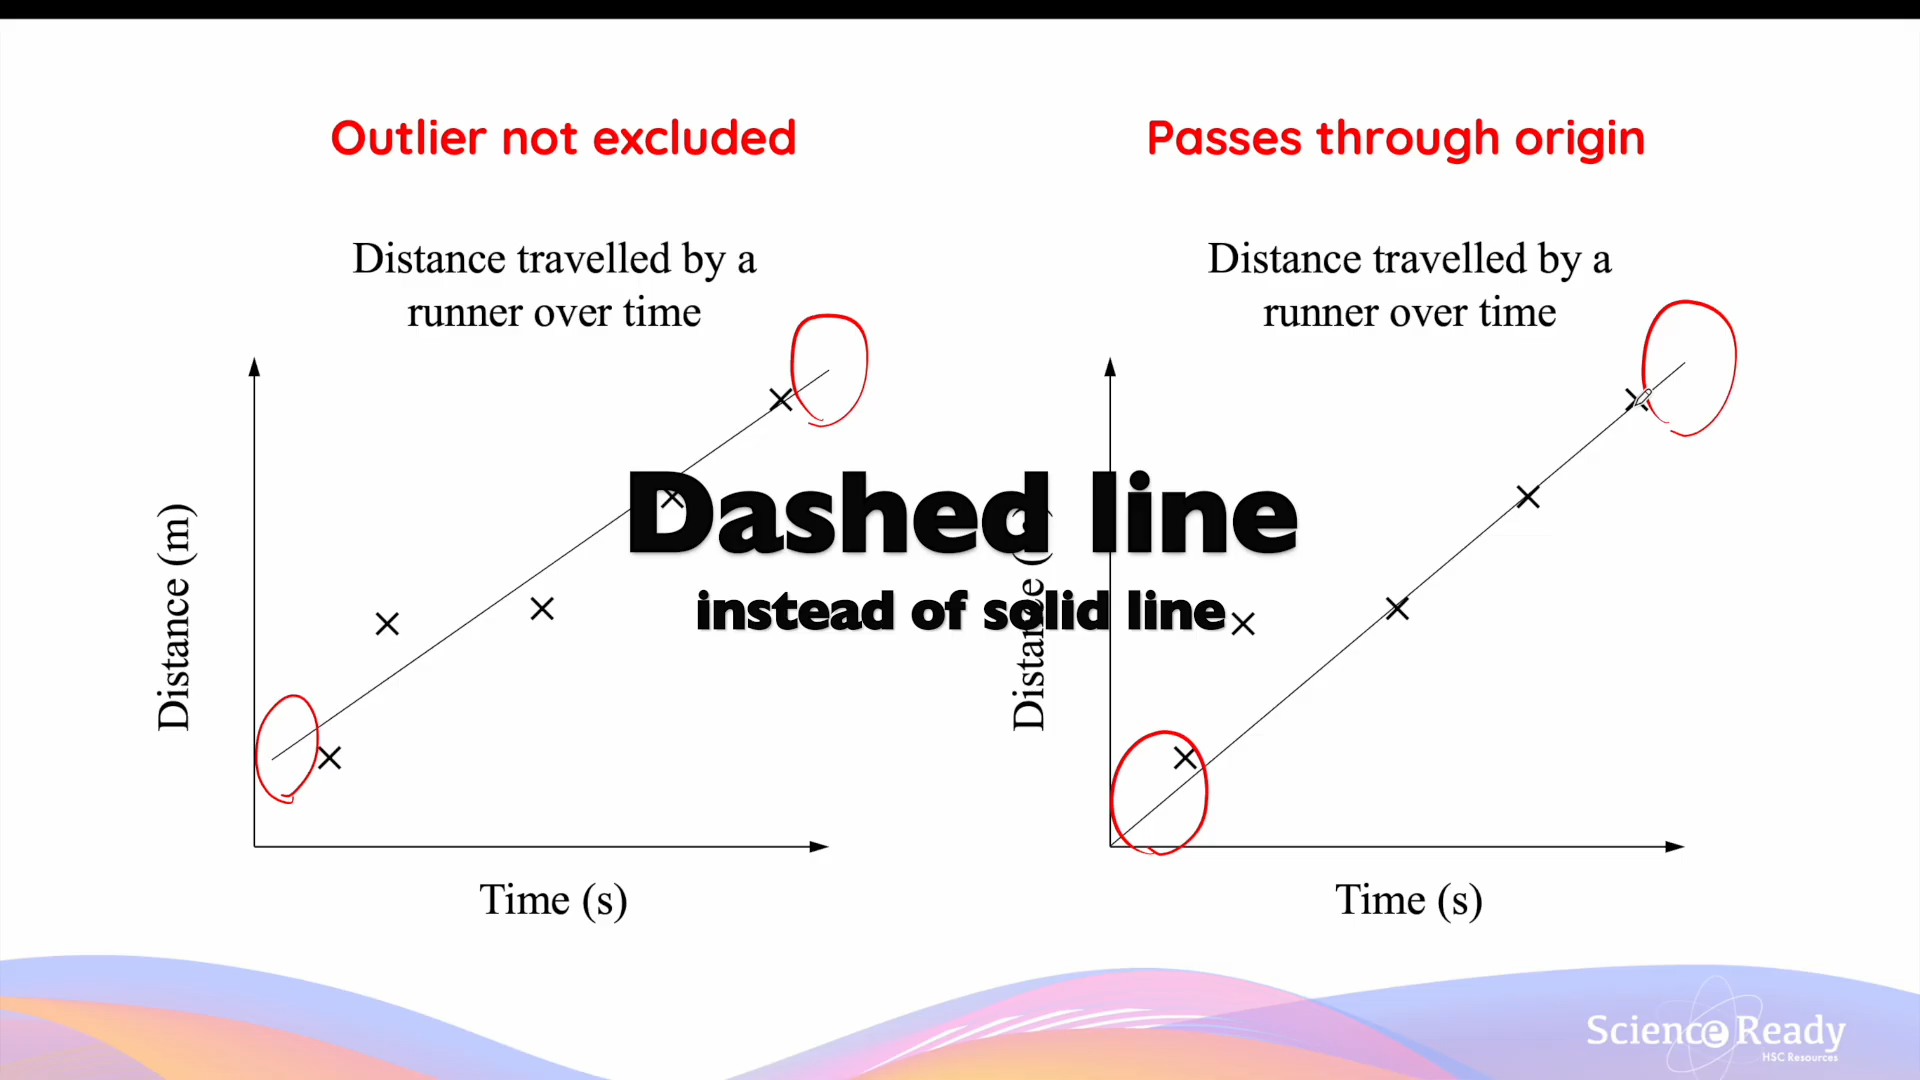 Outlier not excluded
Passes through origin
Distance travelled by a
runner over time
Distance travelled by a
runner over time
Distance (m)
Dashed line
instead of solid line
Distance (
Time (s)
Time (s)
Science Ready
HSC Resources